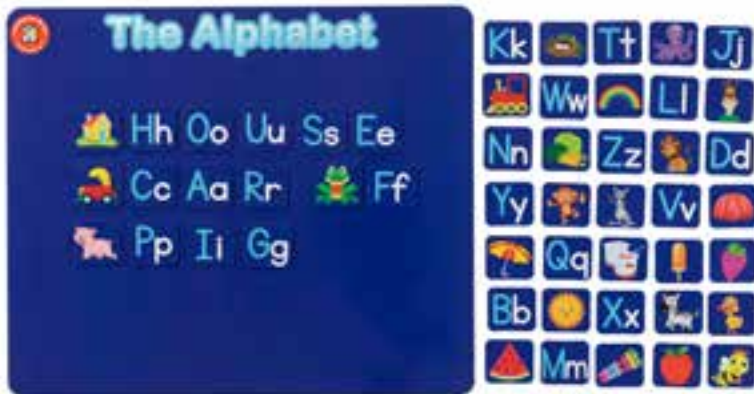 The Alphabet
Hh Oo Uu Ss Ee
Cc Aa Rr Ff
Pp Ii Gg
Kk Tt Jj
Ww Ll
Nn Zz Dd
Yy Vv
Qq
Bb Xx
Mm